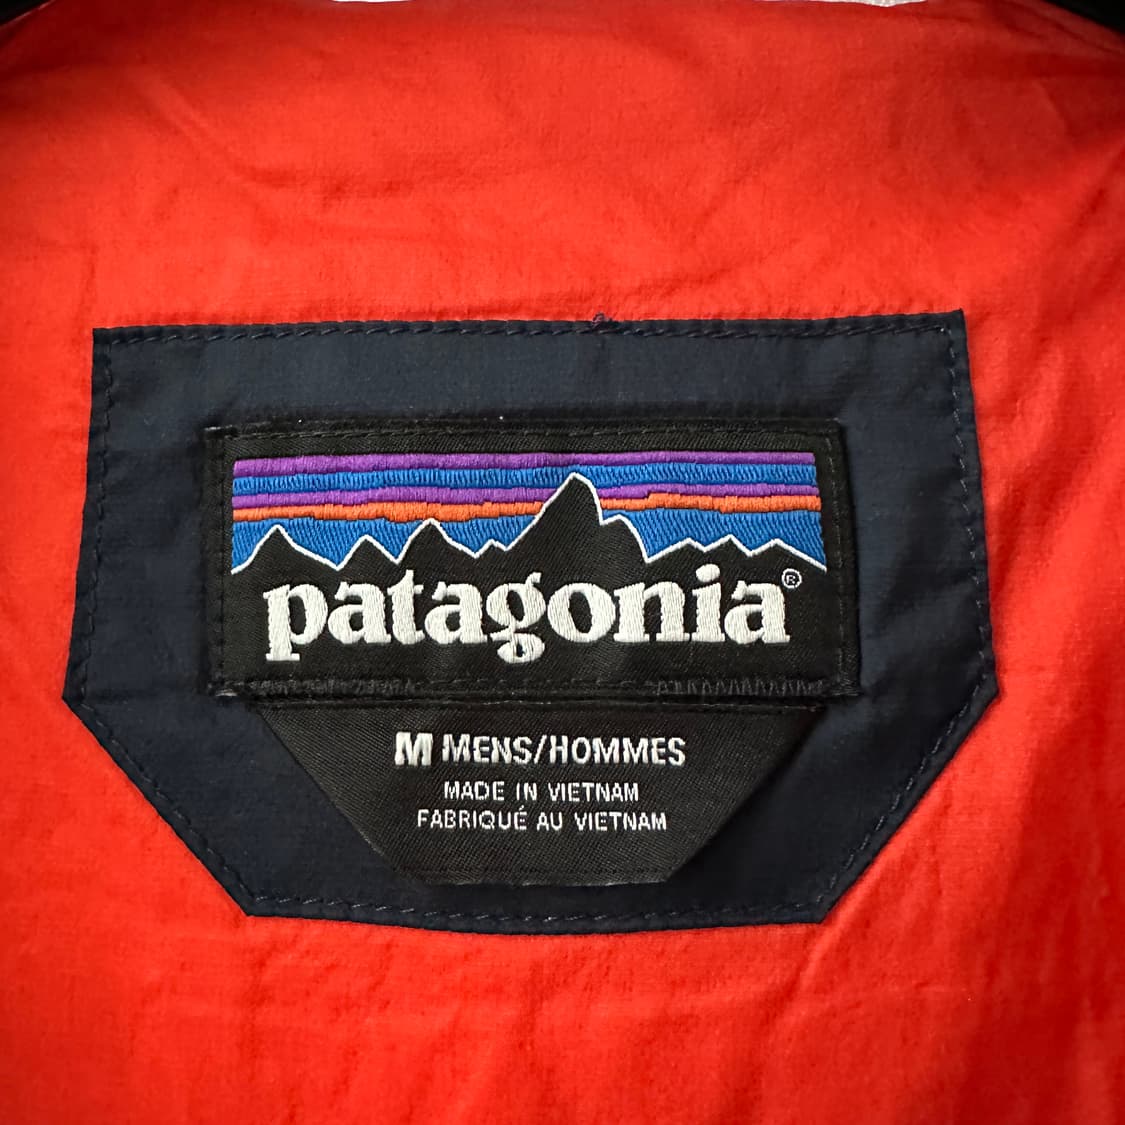 patagonia®
M MENS/HOMMES
MADE IN VIETNAM
FABRIQUÉ AU VIETNAM